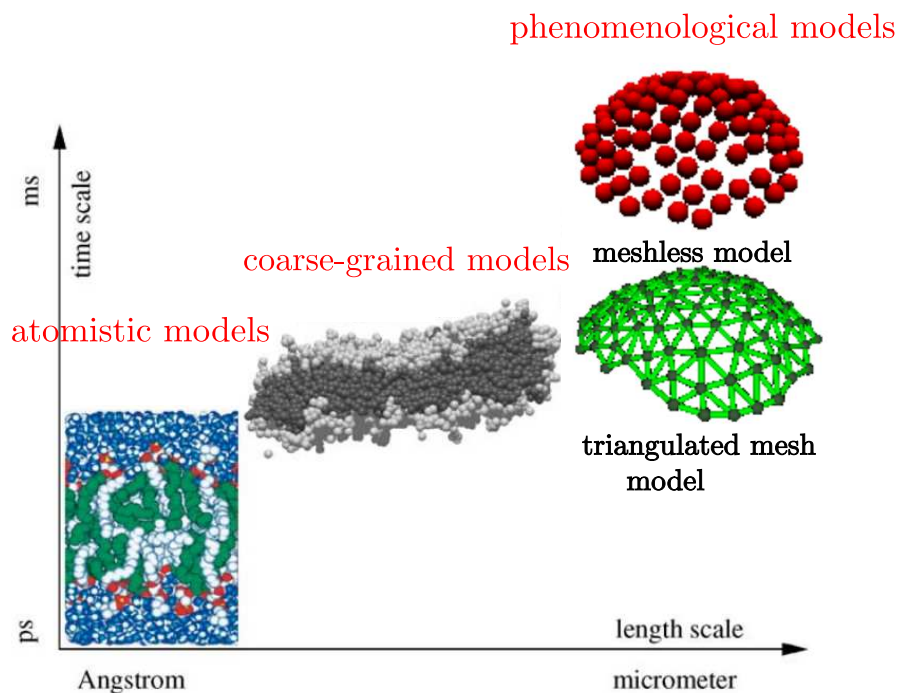 phenomenological models
ms
time scale
meshless model
coarse-grained models
atomistic models
triangulated mesh
model
ps
length scale
Angstrom
micrometer